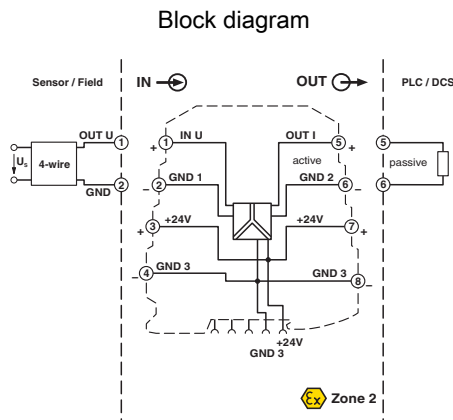 Block diagram
Sensor / Field
IN
OUT
PLC / DCS
OUT U
1
1
IN U
OUT I
5
5
+
+
Us
4-wire
active
passive
GND
2
2
GND 1
GND 2
6
6
–
–
3
+24V
+24V
7
+
+
4
GND 3
GND 3
8
–
–
+24V
GND 3
Ex
Zone 2